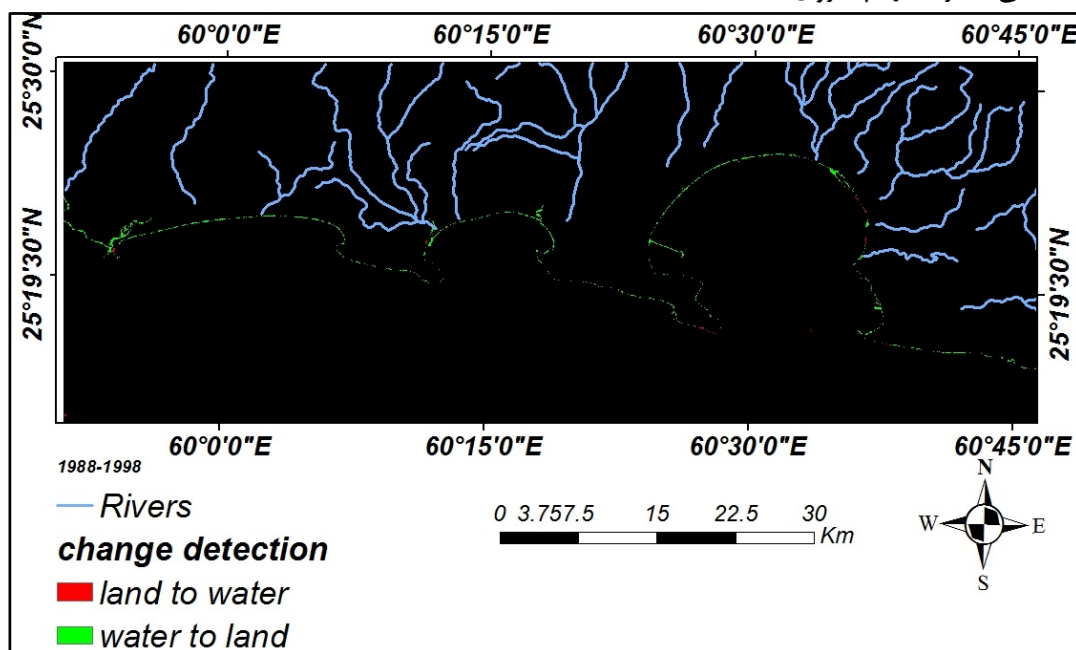 60°0'0"E 60°15'0"E 60°30'0"E 60°45'0"E
25°30'0"N
25°19'30"N
25°19'30"N
60°0'0"E 60°15'0"E 60°30'0"E 60°45'0"E
1988-1998
Rivers
change detection
land to water
water to land
0 3.757.5 15 22.5 30
Km
N
W E
S